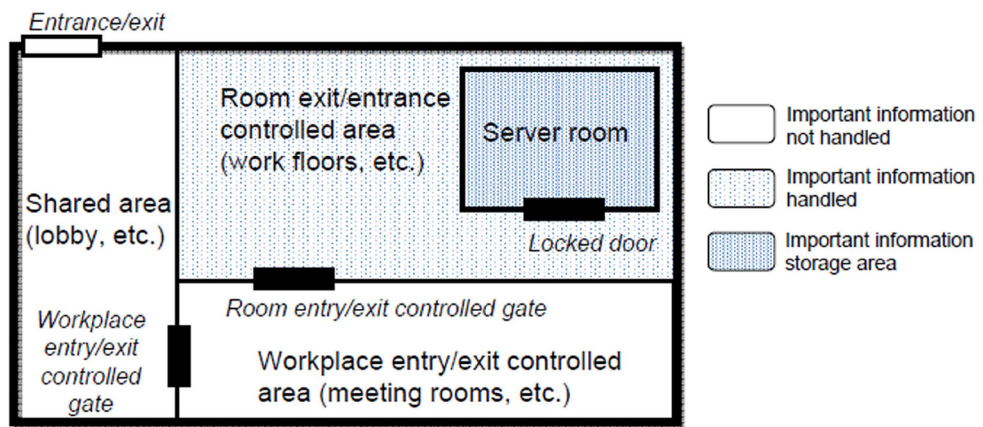 Entrance/exit
Room exit/entrance
controlled area
(work floors, etc.)
Server room
Shared area
(lobby, etc.)
Locked door
Room entry/exit controlled gate
Workplace
entry/exit
controlled
gate
Workplace entry/exit controlled
area (meeting rooms, etc.)
Important information
not handled
Important information
handled
Important information
storage area